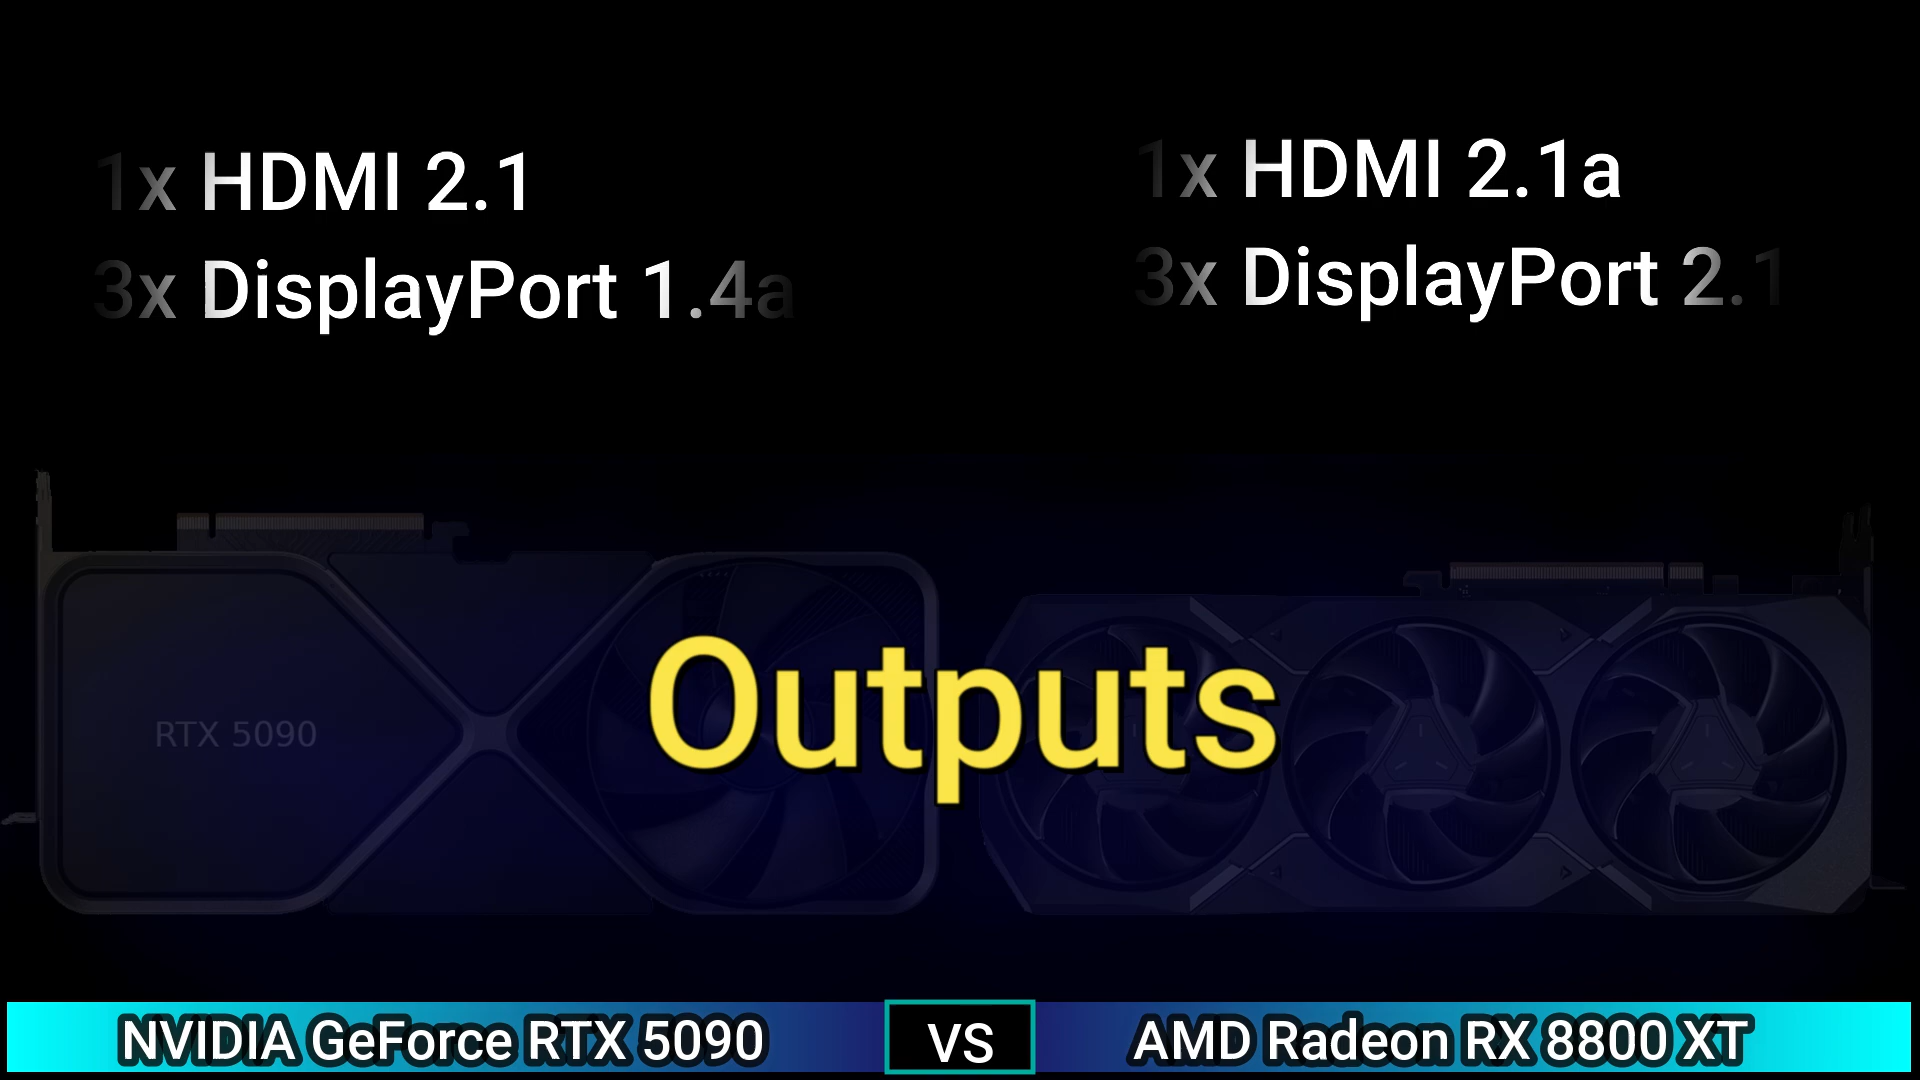 1x HDMI 2.1
3x DisplayPort 1.4a
1x HDMI 2.1a
3x DisplayPort 2.1
RTX 5090
Outputs
NVIDIA GeForce RTX 5090
VS
AMD Radeon RX 8800 XT